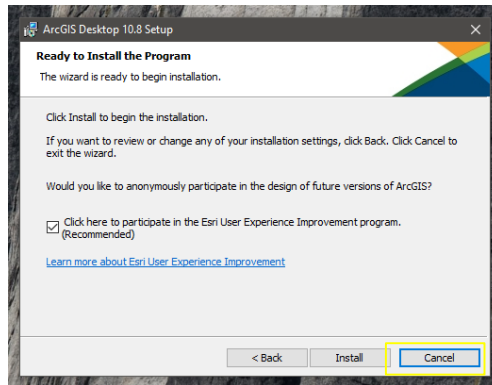 ArcGIS Desktop 10.8 Setup
Ready to Install the Program
The wizard is ready to begin installation.
Click Install to begin the installation.
If you want to review or change any of your installation settings, click Back. Click Cancel to
exit the wizard.
Would you like to anonymously participate in the design of future versions of ArcGIS?
Click here to participate in the Esri User Experience Improvement program.
(Recommended)
Learn more about Esri User Experience Improvement
< Back Install Cancel